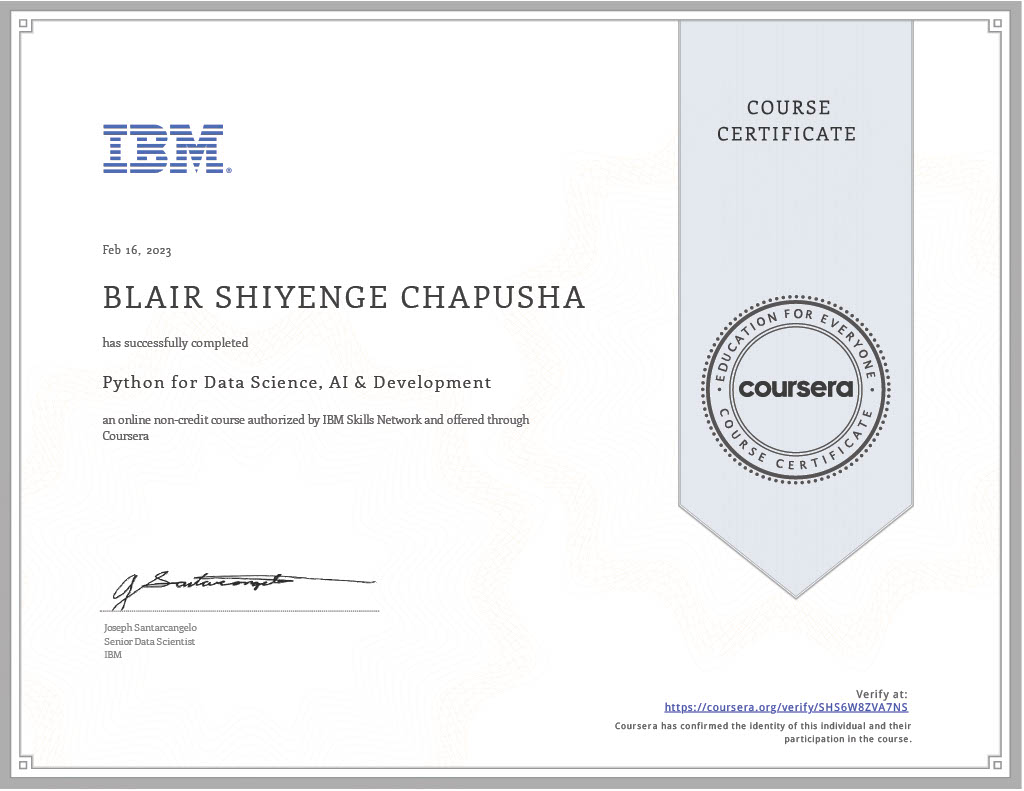 IBM®
COURSE
CERTIFICATE
Feb 16, 2023
BLAIR SHIYENGE CHAPUSHA
has successfully completed
Python for Data Science, AI & Development
an online non-credit course authorized by IBM Skills Network and offered through
Coursera
EDUCATION FOR EVERYONE
coursera
COURSE CERTIFICATE
J Santarcangelo
Joseph Santarcangelo
Senior Data Scientist
IBM
Verify at:
https://coursera.org/verify/SHS6W8ZVA7NS
Coursera has confirmed the identity of this individual and their
participation in the course.